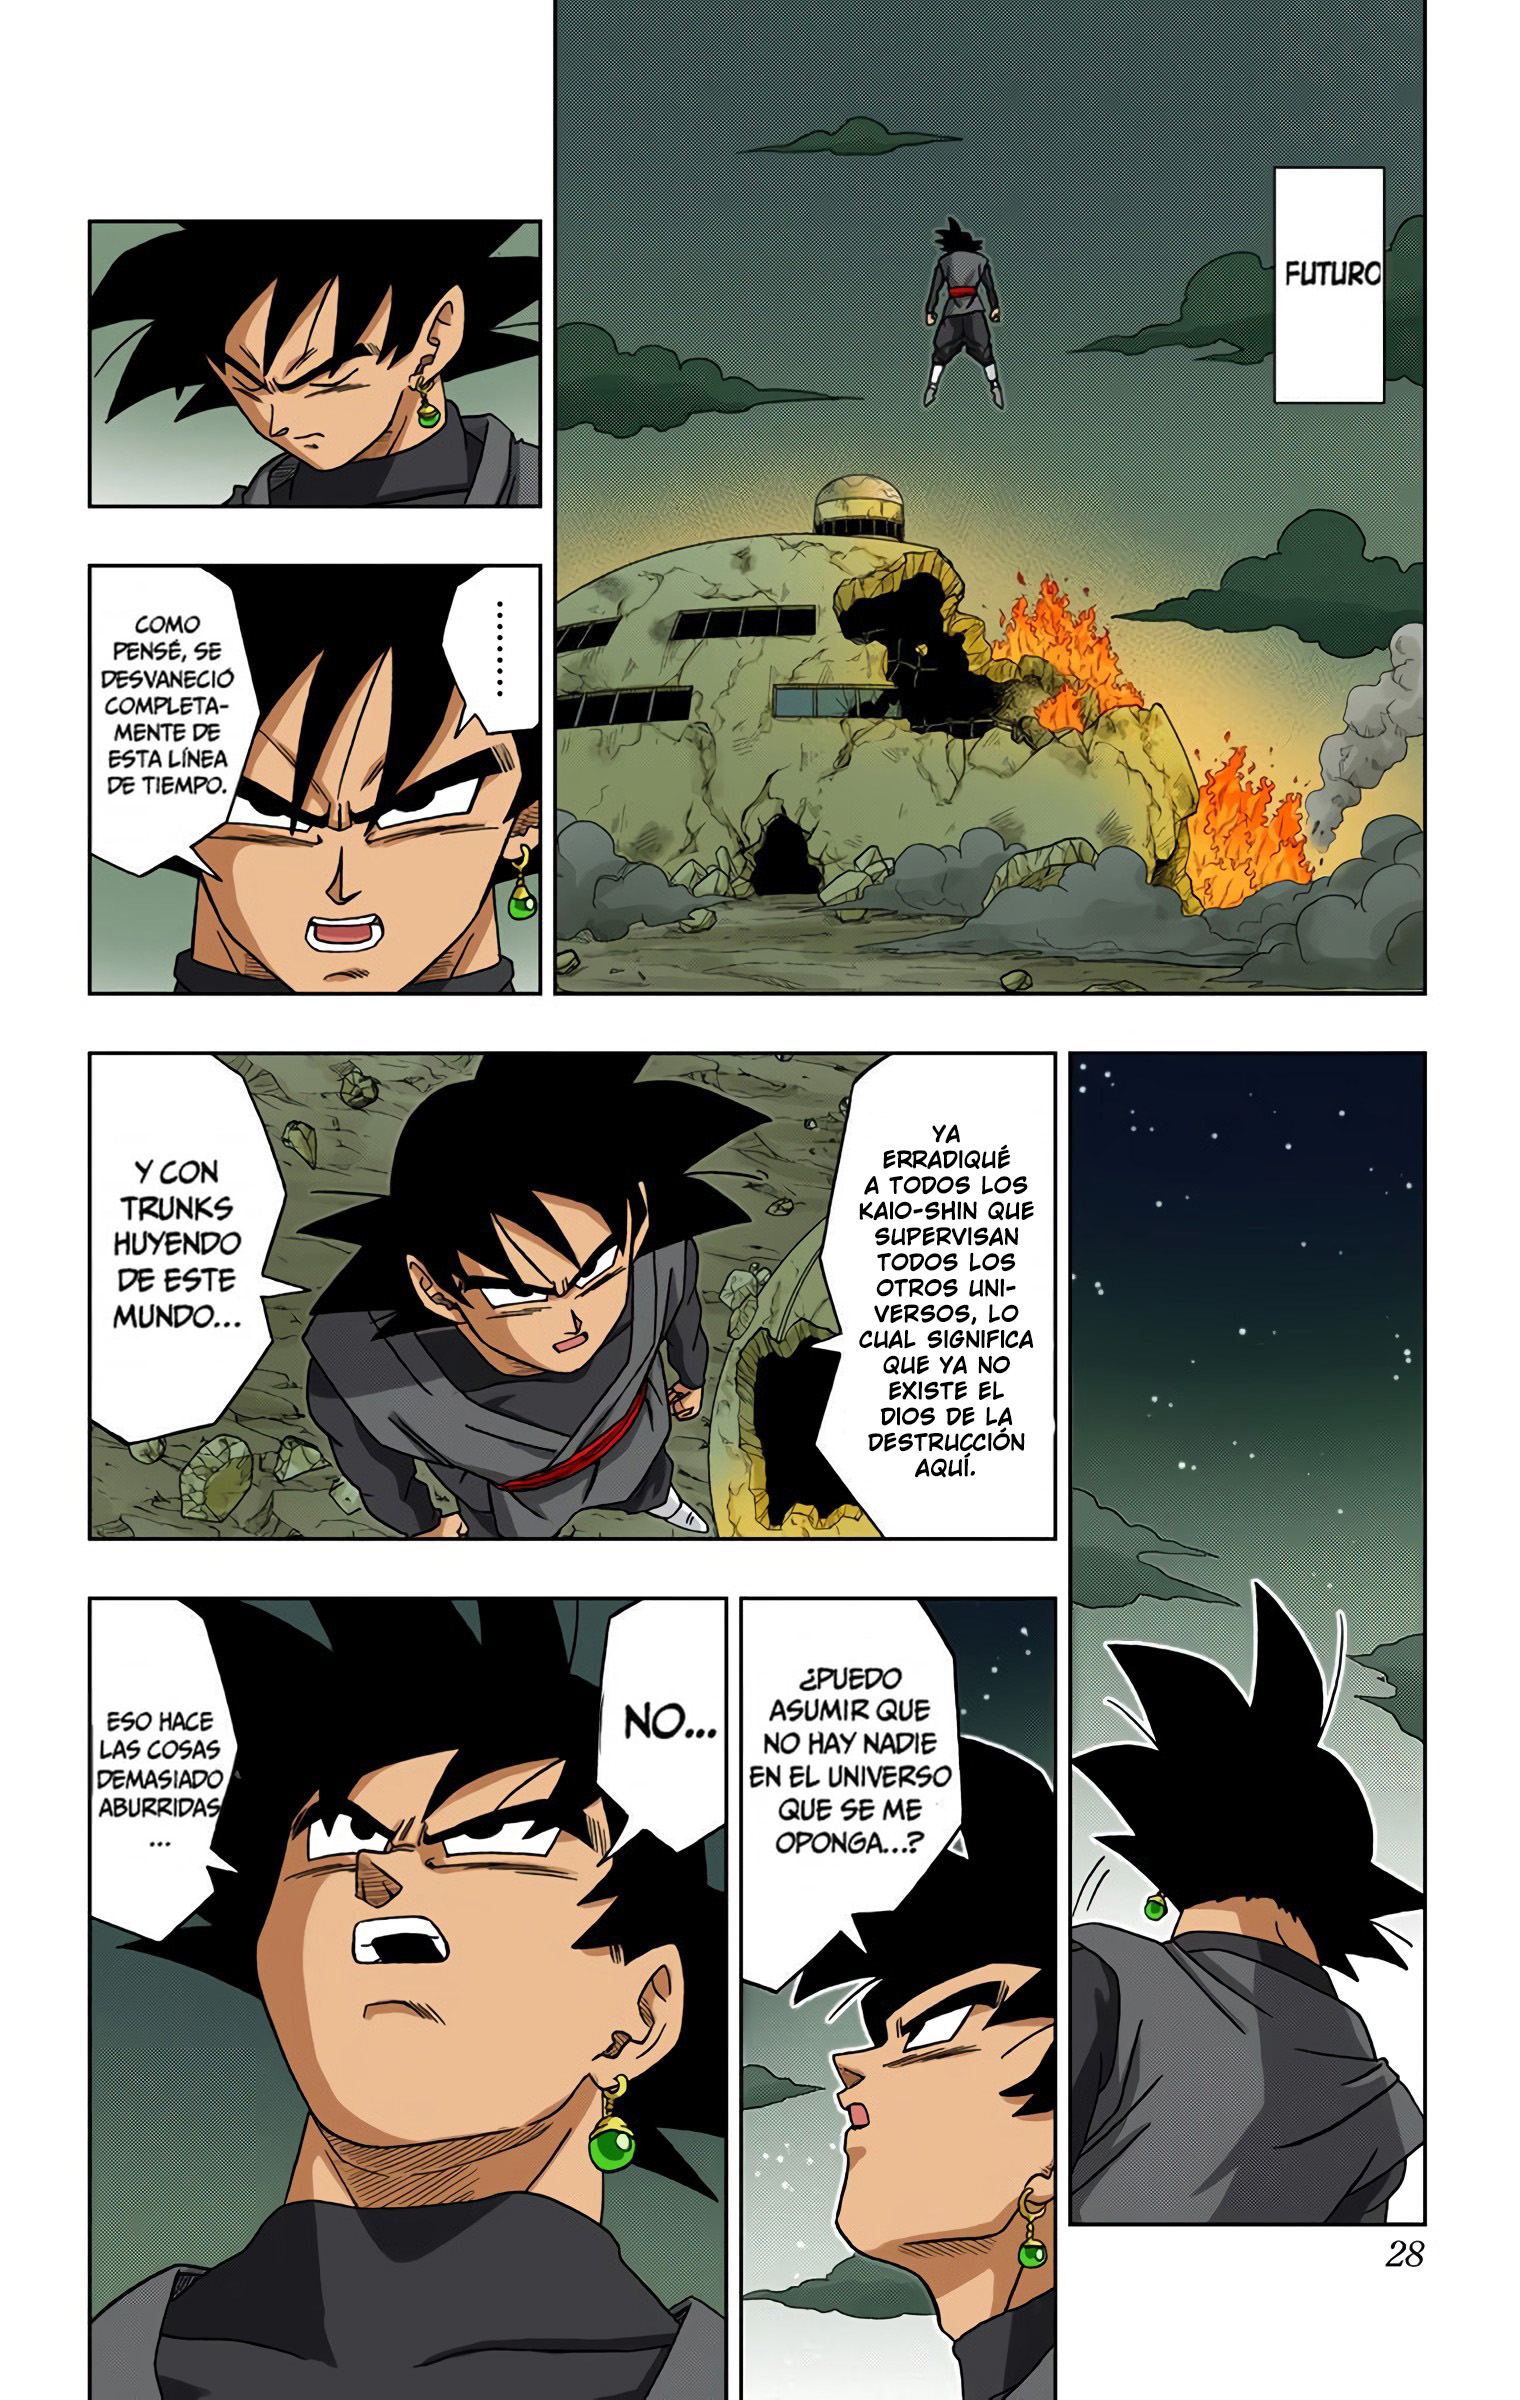 FUTURO
.........
COMO
PENSÉ, SE
DESVANECIÓ
COMPLETA-
MENTE DE
ESTA LÍNEA
DE TIEMPO.
YA
ERRADIQUÉ
A TODOS LOS
KAIO-SHIN QUE
SUPERVISAN
TODOS LOS
OTROS UNI-
VERSOS, LO
CUAL SIGNIFICA
QUE YA NO
EXISTE EL
DIOS DE LA
DESTRUCCIÓN
AQUÍ.
Y CON
TRUNKS
HUYENDO
DE ESTE
MUNDO...
¿PUEDO
ASUMIR QUE
NO HAY NADIE
EN EL UNIVERSO
QUE SE ME
OPONGA...?
NO...
ESO HACE
LAS COSAS
DEMASIADO
ABURRIDAS
...
28